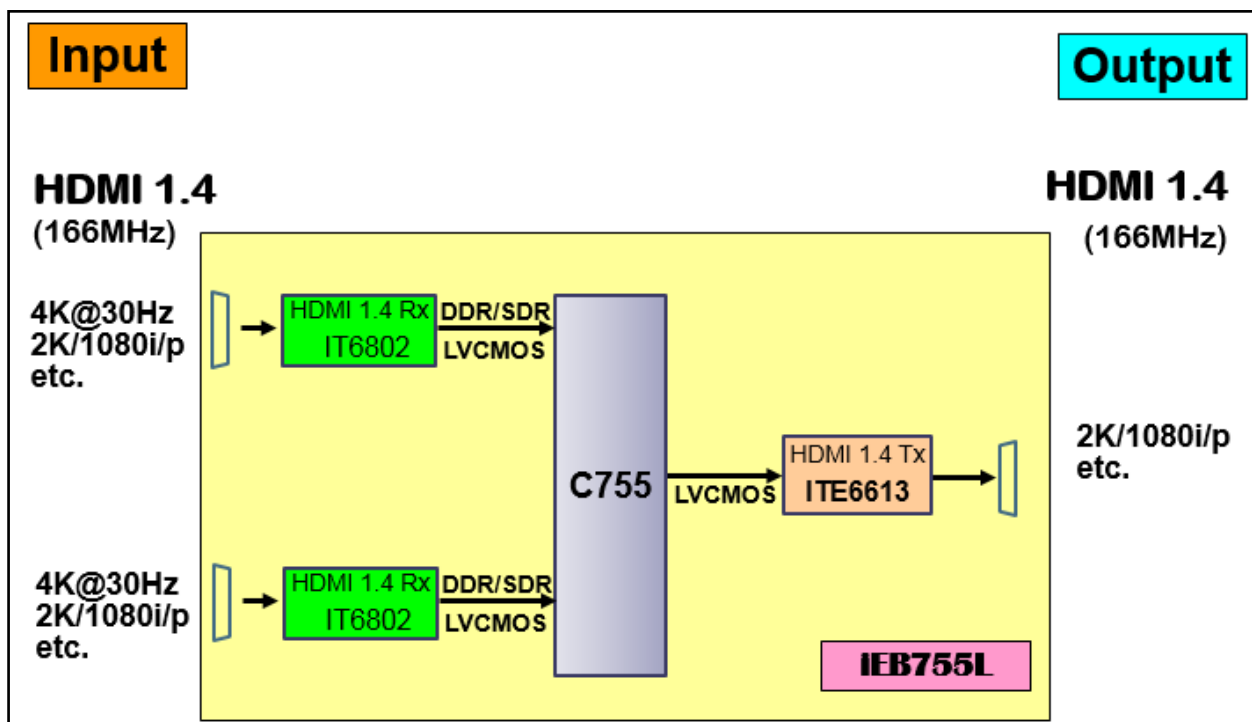 Input
Output
HDMI 1.4
(166MHz)
HDMI 1.4
(166MHz)
4K@30Hz
2K/1080i/p
etc.
HDMI 1.4 Rx
IT6802
DDR/SDR
LVCMOS
C755
LVCMOS
HDMI 1.4 Tx
ITE6613
2K/1080i/p
etc.
4K@30Hz
2K/1080i/p
etc.
HDMI 1.4 Rx
IT6802
DDR/SDR
LVCMOS
iEB755L